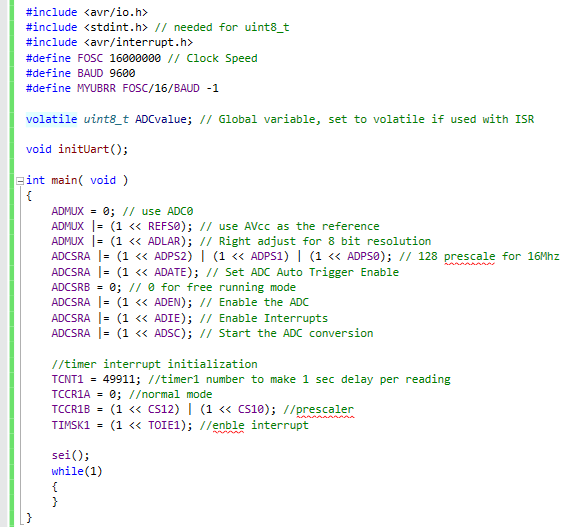 #include <avr/io.h>
#include <stdint.h> // needed for uint8_t
#include <avr/interrupt.h>
#define FOSC 16000000 // Clock Speed
#define BAUD 9600
#define MYUBRR FOSC/16/BAUD -1
volatile uint8_t ADCvalue; // Global variable, set to volatile if used with ISR
void initUart();
int main( void )
{
ADMUX = 0; // use ADC0
ADMUX |= (1 << REFS0); // use AVcc as the reference
ADMUX |= (1 << ADLAR); // Right adjust for 8 bit resolution
ADCSRA |= (1 << ADPS2) | (1 << ADPS1) | (1 << ADPS0); // 128 prescale for 16Mhz
ADCSRA |= (1 << ADATE); // Set ADC Auto Trigger Enable
ADCSRB = 0; // 0 for free running mode
ADCSRA |= (1 << ADEN); // Enable the ADC
ADCSRA |= (1 << ADIE); // Enable Interrupts
ADCSRA |= (1 << ADSC); // Start the ADC conversion
//timer interrupt initialization
TCNT1 = 49911; //timer1 number to make 1 sec delay per reading
TCCR1A = 0; //normal mode
TCCR1B = (1 << CS12) | (1 << CS10); //prescaler
TIMSK1 = (1 << TOIE1); //enble interrupt
sei();
while(1)
{
}
}